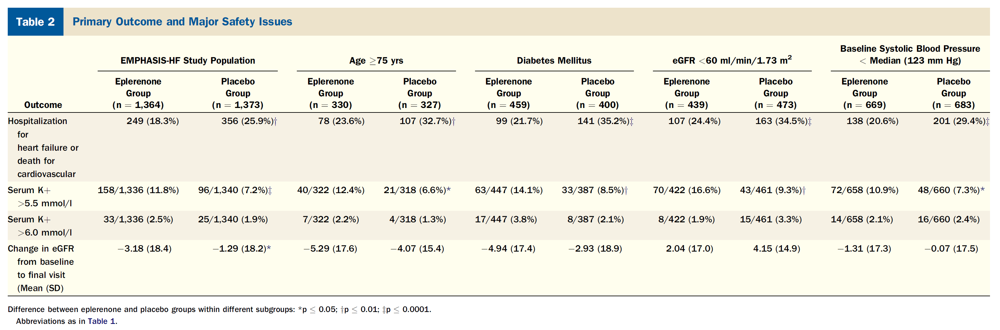 Table 2 Primary Outcome and Major Safety Issues
Baseline Systolic Blood Pressure
EMPHASIS-HF Study Population Age ≥75 yrs Diabetes Mellitus eGFR <60 ml/min/1.73 m² < Median (123 mm Hg)
Eplerenone Placebo Eplerenone Placebo Eplerenone Placebo Eplerenone Placebo Eplerenone Placebo
Group Group Group Group Group Group Group Group Group Group
Outcome (n = 1,364) (n = 1,373) (n = 330) (n = 327) (n = 459) (n = 400) (n = 439) (n = 473) (n = 669) (n = 683)
Hospitalization 249 (18.3%) 356 (25.9%)† 78 (23.6%) 107 (32.7%)† 99 (21.7%) 141 (35.2%)‡ 107 (24.4%) 163 (34.5%)‡ 138 (20.6%) 201 (29.4%)‡
for
heart failure or
death for
cardiovascular
Serum K+ 158/1,336 (11.8%) 96/1,340 (7.2%)‡ 40/322 (12.4%) 21/318 (6.6%)* 63/447 (14.1%) 33/387 (8.5%)† 70/422 (16.6%) 43/461 (9.3%)† 72/658 (10.9%) 48/660 (7.3%)*
>5.5 mmol/l
Serum K+ 33/1,336 (2.5%) 25/1,340 (1.9%) 7/322 (2.2%) 4/318 (1.3%) 17/447 (3.8%) 8/387 (2.1%) 8/422 (1.9%) 15/461 (3.3%) 14/658 (2.1%) 16/660 (2.4%)
>6.0 mmol/l
Change in eGFR −3.18 (18.4) −1.29 (18.2)* −5.29 (17.6) −4.07 (15.4) −4.94 (17.4) −2.93 (18.9) 2.04 (17.0) 4.15 (14.9) −1.31 (17.3) −0.07 (17.5)
from baseline
to final visit
(Mean (SD)
Difference between eplerenone and placebo groups within different subgroups: *p ≤ 0.05; †p ≤ 0.01; ‡p ≤ 0.0001.
Abbreviations as in Table 1.